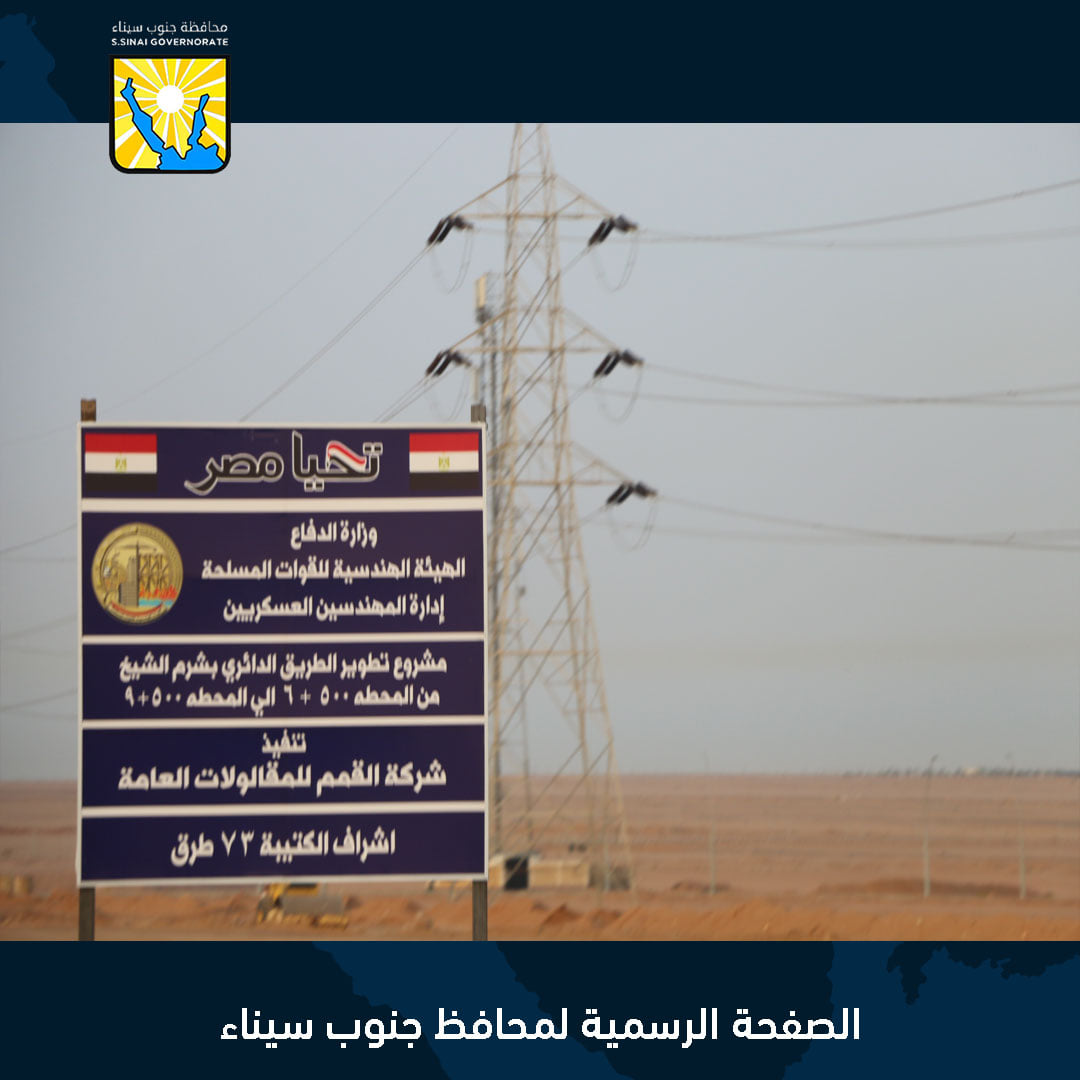 محافظة جنوب سيناء
S.SINAI GOVERNORATE
تحيا مصر
وزارة الدفاع
الهيئة الهندسية للقوات المسلحة
إدارة المهندسين العسكريين
مشروع تطوير الطريق الدائري بشرم الشيخ
من المحطه ٥٠٠ + ٦ الي المحطه ٥٠٠+٩
تنفيذ
شركة القمم للمقالولات العامة
اشراف الكتيبة ٧٣ طرق
الصفحة الرسمية لمحافظ جنوب سيناء